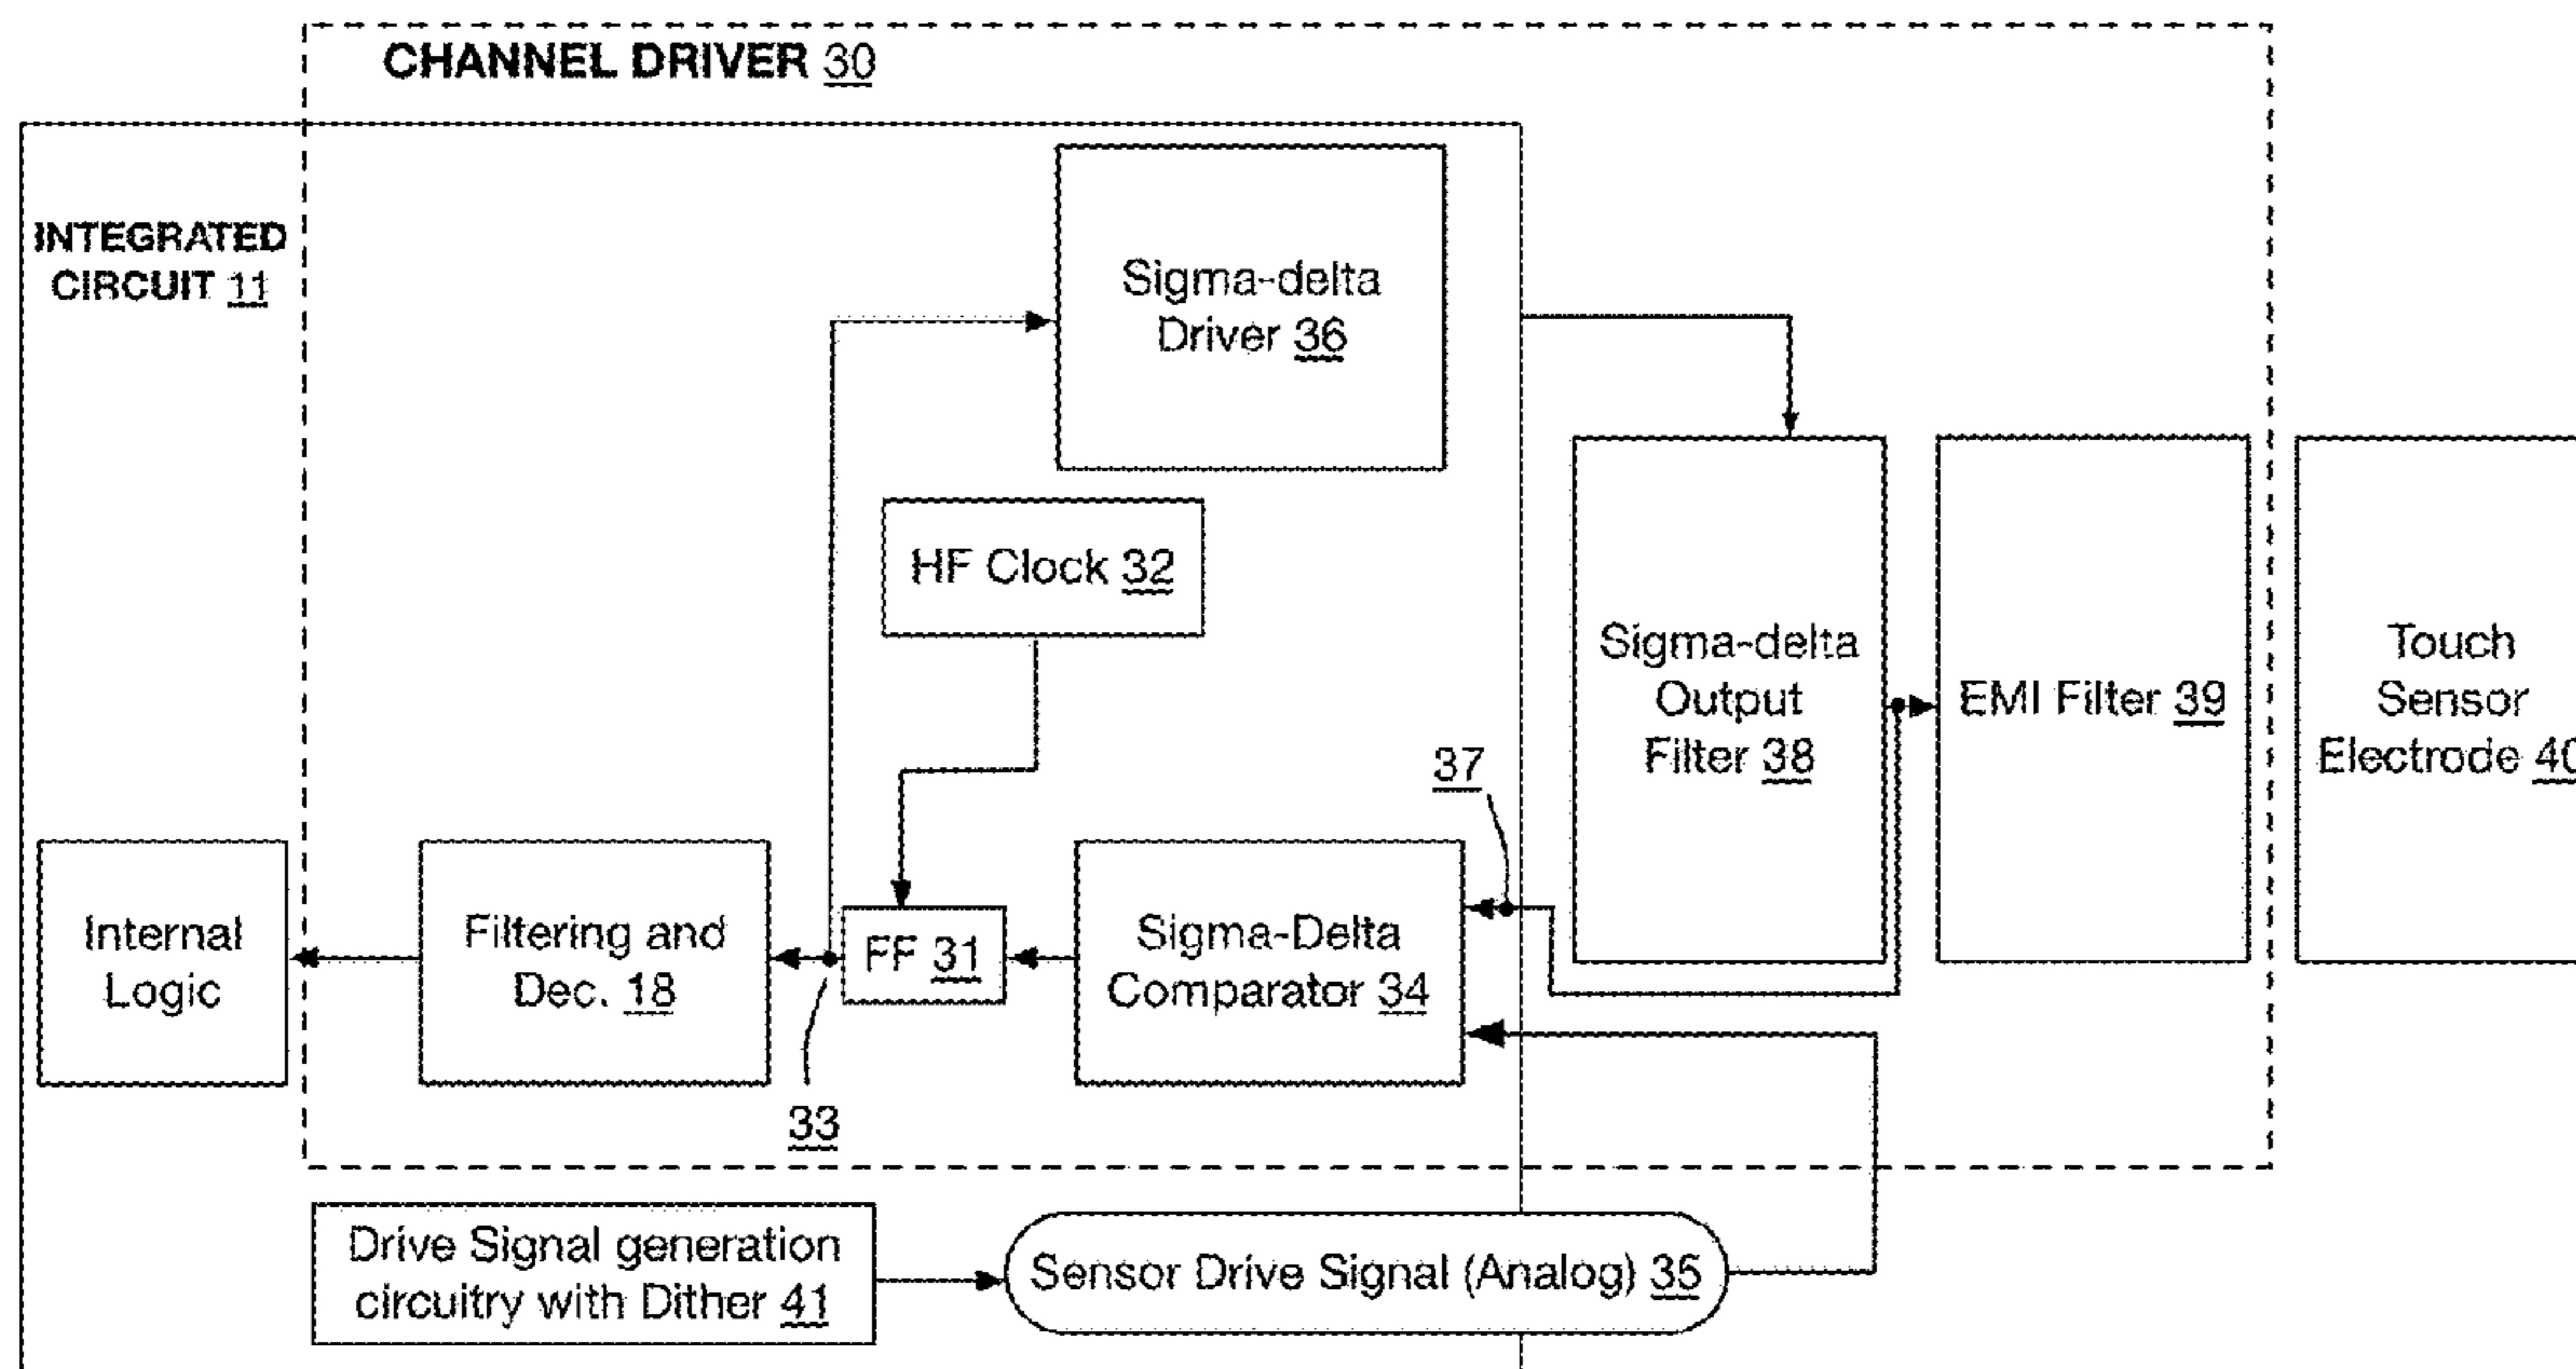 CHANNEL DRIVER 30
INTEGRATED
CIRCUIT 11
Sigma-delta
Driver 36
HF Clock 32
Sigma-delta
Output
Filter 38
EMI Filter 39
Touch
Sensor
Electrode 40
37
Internal
Logic
Filtering and
Dec. 18
FF 31
Sigma-Delta
Comparator 34
33
Drive Signal generation
circuitry with Dither 41
Sensor Drive Signal (Analog) 35